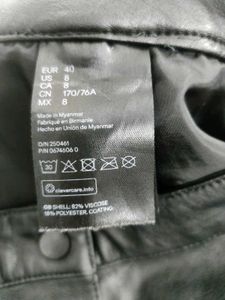 EUR 40
US 8
CA 8
CN 170/76A
MX 8
Made in Myanmar
Fabriqué en Birmanie
Hecho en Unión de Myanmar
D/N 250461
P/N 0674606 0
30
clevercare.info
GB SHELL: 82% VISCOSE
18% POLYESTER, COATING: